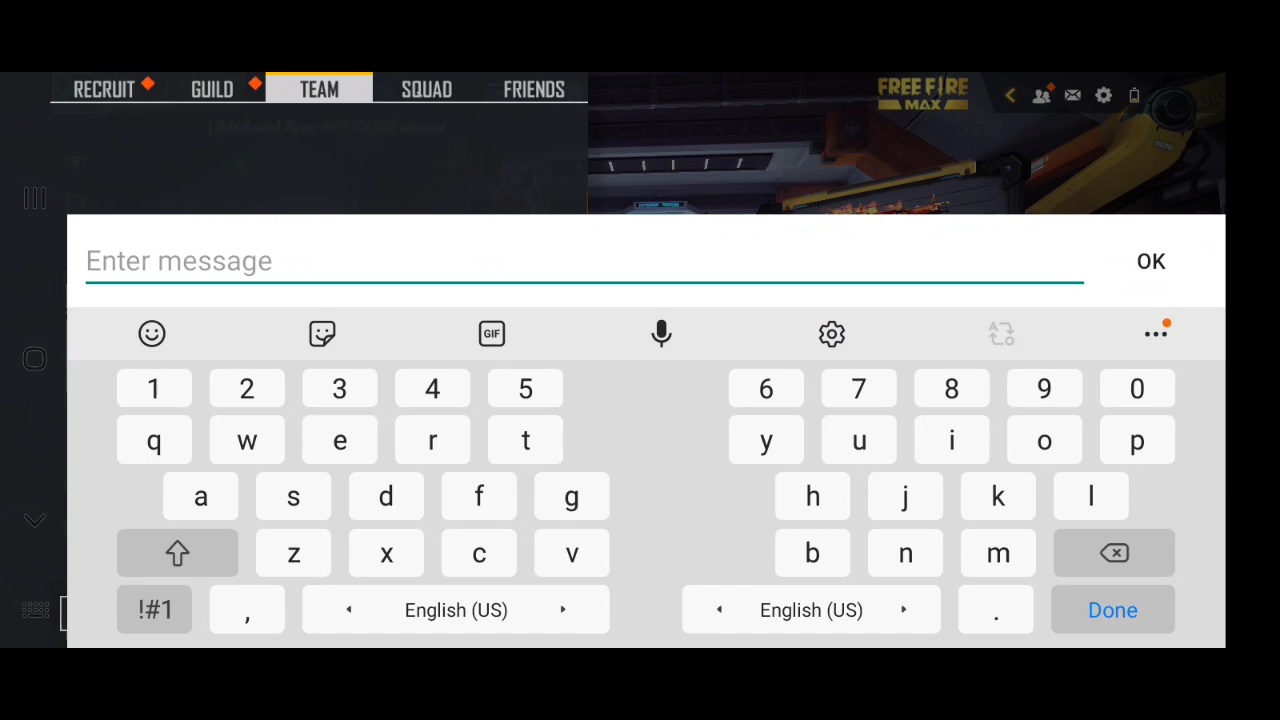 RECRUIT GUILD TEAM SQUAD FRIENDS
FREE FIRE
MAX
Enter message
OK
GIF
1 2 3 4 5 6 7 8 9 0
q w e r t y u i o p
a s d f g h j k l
z x c v b n m
!#1 , English (US) English (US) . Done